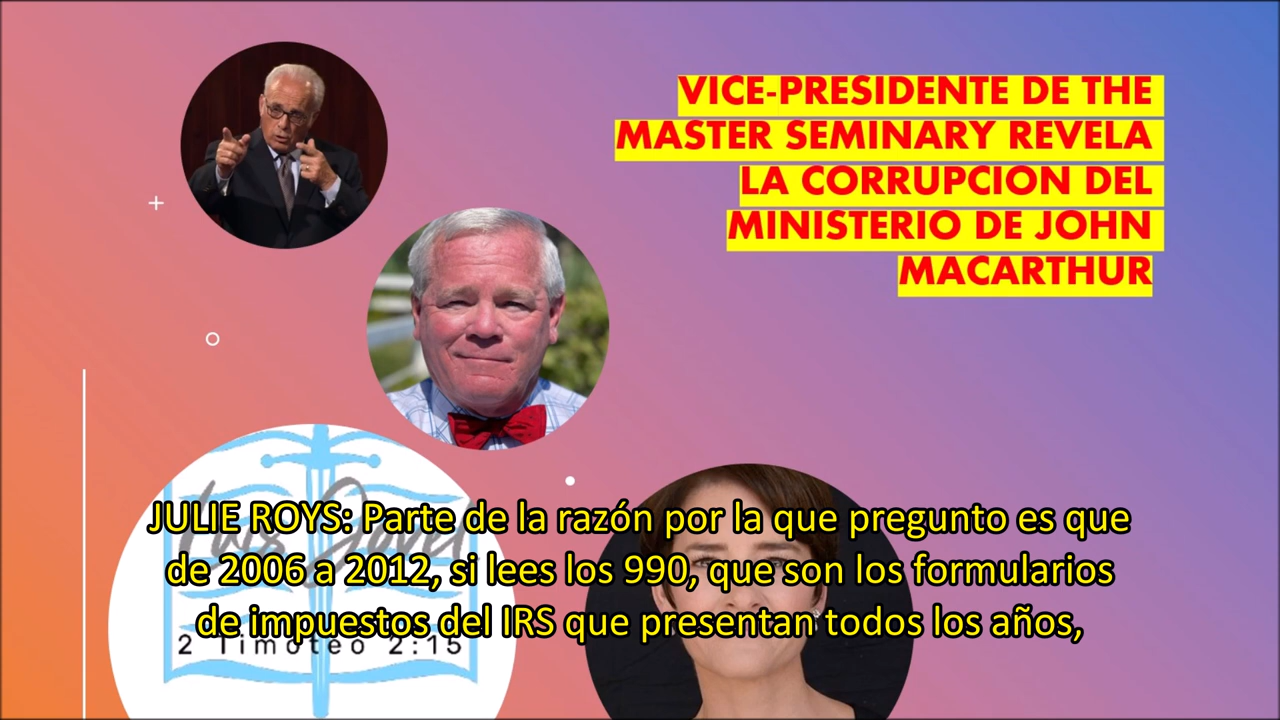 VICE-PRESIDENTE DE THE
MASTER SEMINARY REVELA
LA CORRUPCION DEL
MINISTERIO DE JOHN
MACARTHUR
JULIE ROYS: Parte de la razón por la que pregunto es que
de 2006 a 2012, si lees los 990, que son los formularios
de impuestos del IRS que presentan todos los años,
2 Timoteo 2:15